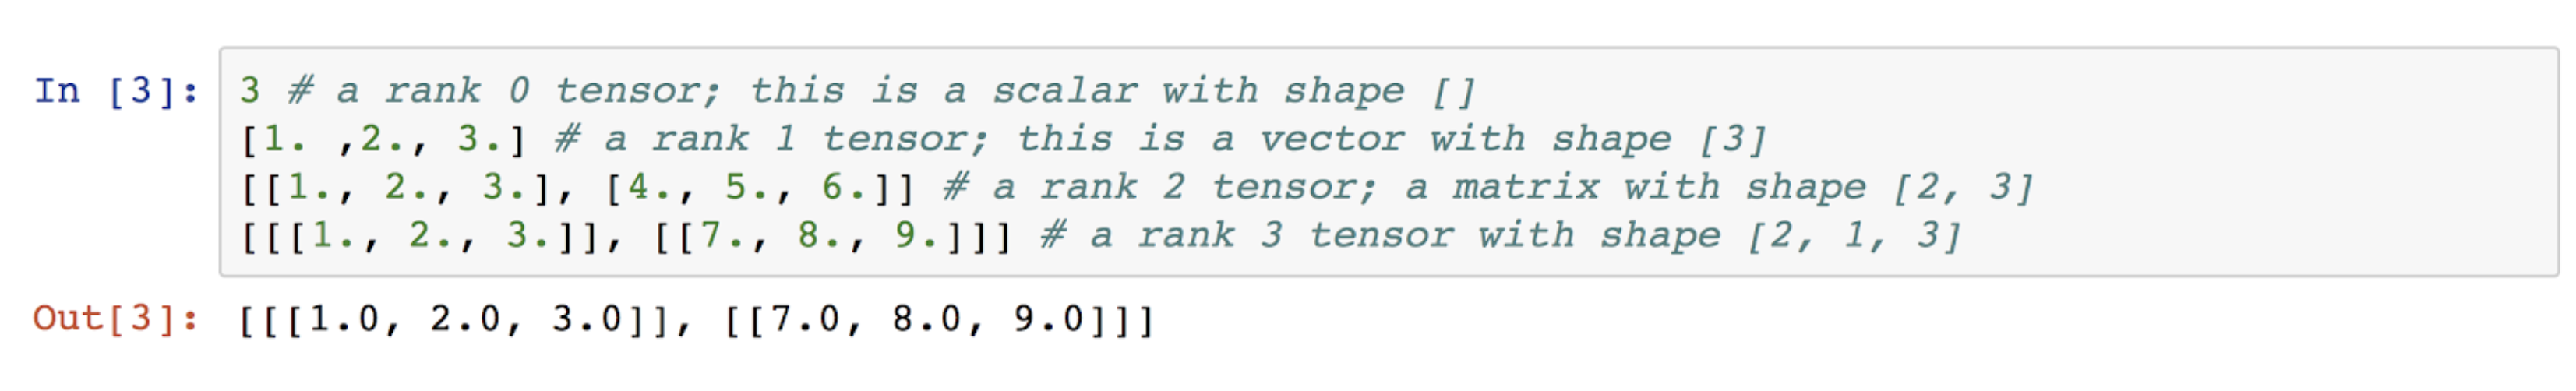 In [3]: 3 # a rank 0 tensor; this is a scalar with shape []
[1. ,2., 3.] # a rank 1 tensor; this is a vector with shape [3]
[[1., 2., 3.], [4., 5., 6.]] # a rank 2 tensor; a matrix with shape [2, 3]
[[[1., 2., 3.]], [[7., 8., 9.]]] # a rank 3 tensor with shape [2, 1, 3]
Out[3]: [[[1.0, 2.0, 3.0]], [[7.0, 8.0, 9.0]]]